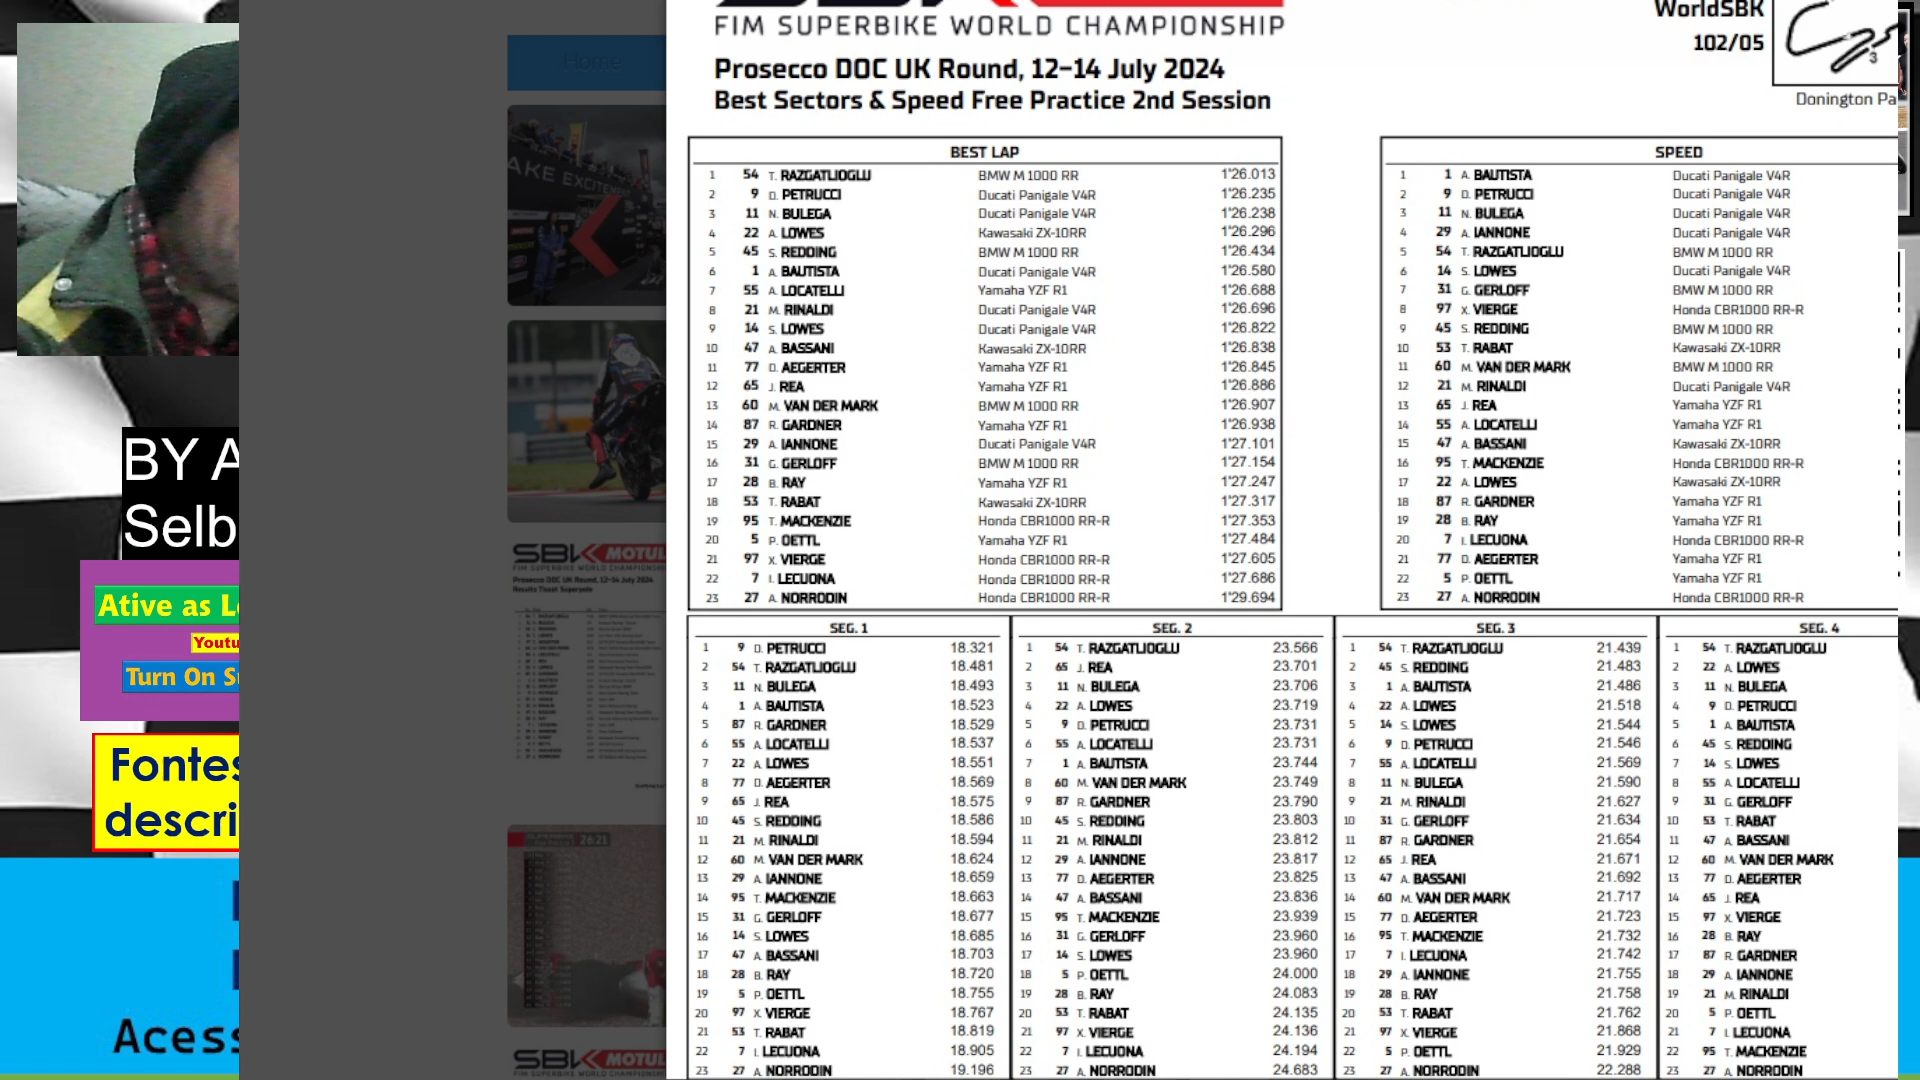 FIM SUPERBIKE WORLD CHAMPIONSHIP
WorldSBK
102/05
3
Donington Pa
Prosecco DOC UK Round, 12–14 July 2024
Best Sectors & Speed Free Practice 2nd Session
Home
BEST LAP
1 54 T. RAZGATLIOGLU BMW M 1000 RR 1'26.013
2 9 D. PETRUCCI Ducati Panigale V4R 1'26.235
3 11 N. BULEGA Ducati Panigale V4R 1'26.238
4 22 A. LOWES Kawasaki ZX-10RR 1'26.296
5 45 S. REDDING BMW M 1000 RR 1'26.434
6 1 A. BAUTISTA Ducati Panigale V4R 1'26.580
7 55 A. LOCATELLI Yamaha YZF R1 1'26.688
8 21 M. RINALDI Ducati Panigale V4R 1'26.696
9 14 S. LOWES Ducati Panigale V4R 1'26.822
10 47 A. BASSANI Kawasaki ZX-10RR 1'26.838
11 77 D. AEGERTER Yamaha YZF R1 1'26.845
12 65 J. REA Yamaha YZF R1 1'26.886
13 60 M. VAN DER MARK BMW M 1000 RR 1'26.907
14 87 R. GARDNER Yamaha YZF R1 1'26.938
15 29 A. IANNONE Ducati Panigale V4R 1'27.101
16 31 G. GERLOFF BMW M 1000 RR 1'27.154
17 28 B. RAY Yamaha YZF R1 1'27.247
18 53 T. RABAT Kawasaki ZX-10RR 1'27.317
19 95 T. MACKENZIE Honda CBR1000 RR-R 1'27.353
20 5 P. OETTL Yamaha YZF R1 1'27.484
21 97 X. VIERGE Honda CBR1000 RR-R 1'27.605
22 7 I. LECUONA Honda CBR1000 RR-R 1'27.686
23 27 A. NORRODIN Honda CBR1000 RR-R 1'29.694
SPEED
1 1 A. BAUTISTA Ducati Panigale V4R
2 9 D. PETRUCCI Ducati Panigale V4R
3 11 N. BULEGA Ducati Panigale V4R
4 29 A. IANNONE Ducati Panigale V4R
5 54 T. RAZGATLIOGLU BMW M 1000 RR
6 14 S. LOWES Ducati Panigale V4R
7 31 G. GERLOFF BMW M 1000 RR
8 97 X. VIERGE Honda CBR1000 RR-R
9 45 S. REDDING BMW M 1000 RR
10 53 T. RABAT Kawasaki ZX-10RR
11 60 M. VAN DER MARK BMW M 1000 RR
12 21 M. RINALDI Ducati Panigale V4R
13 65 J. REA Yamaha YZF R1
14 55 A. LOCATELLI Yamaha YZF R1
15 47 A. BASSANI Kawasaki ZX-10RR
16 95 T. MACKENZIE Honda CBR1000 RR-R
17 22 A. LOWES Kawasaki ZX-10RR
18 87 R. GARDNER Yamaha YZF R1
19 28 B. RAY Yamaha YZF R1
20 7 I. LECUONA Honda CBR1000 RR-R
21 77 D. AEGERTER Yamaha YZF R1
22 5 P. OETTL Yamaha YZF R1
23 27 A. NORRODIN Honda CBR1000 RR-R
SEG. 1
1 9 D. PETRUCCI 18.321
2 54 T. RAZGATLIOGLU 18.481
3 11 N. BULEGA 18.493
4 1 A. BAUTISTA 18.523
5 87 R. GARDNER 18.529
6 55 A. LOCATELLI 18.537
7 22 A. LOWES 18.551
8 77 D. AEGERTER 18.569
9 65 J. REA 18.575
10 45 S. REDDING 18.586
11 21 M. RINALDI 18.594
12 60 M. VAN DER MARK 18.624
13 29 A. IANNONE 18.659
14 95 T. MACKENZIE 18.663
15 31 G. GERLOFF 18.677
16 14 S. LOWES 18.685
17 47 A. BASSANI 18.703
18 28 B. RAY 18.720
19 5 P. OETTL 18.755
20 97 X. VIERGE 18.767
21 53 T. RABAT 18.819
22 7 I. LECUONA 18.905
23 27 A. NORRODIN 19.196
SEG. 2
1 54 T. RAZGATLIOGLU 23.566
2 65 J. REA 23.701
3 11 N. BULEGA 23.706
4 22 A. LOWES 23.719
5 9 D. PETRUCCI 23.731
6 55 A. LOCATELLI 23.731
7 1 A. BAUTISTA 23.744
8 60 M. VAN DER MARK 23.749
9 87 R. GARDNER 23.790
10 45 S. REDDING 23.803
11 21 M. RINALDI 23.812
12 29 A. IANNONE 23.817
13 77 D. AEGERTER 23.825
14 47 A. BASSANI 23.836
15 95 T. MACKENZIE 23.939
16 31 G. GERLOFF 23.960
17 14 S. LOWES 23.960
18 5 P. OETTL 24.000
19 28 B. RAY 24.083
20 53 T. RABAT 24.135
21 97 X. VIERGE 24.136
22 7 I. LECUONA 24.194
23 27 A. NORRODIN 24.683
SEG. 3
1 54 T. RAZGATLIOGLU 21.439
2 45 S. REDDING 21.483
3 1 A. BAUTISTA 21.486
4 22 A. LOWES 21.518
5 14 S. LOWES 21.544
6 9 D. PETRUCCI 21.546
7 55 A. LOCATELLI 21.569
8 11 N. BULEGA 21.590
9 21 M. RINALDI 21.627
10 31 G. GERLOFF 21.634
11 87 R. GARDNER 21.654
12 65 J. REA 21.671
13 47 A. BASSANI 21.692
14 60 M. VAN DER MARK 21.717
15 77 D. AEGERTER 21.723
16 95 T. MACKENZIE 21.732
17 7 I. LECUONA 21.742
18 29 A. IANNONE 21.755
19 28 B. RAY 21.758
20 53 T. RABAT 21.762
21 97 X. VIERGE 21.868
22 5 P. OETTL 21.929
23 27 A. NORRODIN 22.288
SEG. 4
1 54 T. RAZGATLIOGLU
2 22 A. LOWES
3 11 N. BULEGA
4 9 D. PETRUCCI
5 1 A. BAUTISTA
6 45 S. REDDING
7 14 S. LOWES
8 55 A. LOCATELLI
9 31 G. GERLOFF
10 53 T. RABAT
11 47 A. BASSANI
12 60 M. VAN DER MARK
13 77 D. AEGERTER
14 65 J. REA
15 97 X. VIERGE
16 28 B. RAY
17 87 R. GARDNER
18 29 A. IANNONE
19 21 M. RINALDI
20 5 P. OETTL
21 7 I. LECUONA
22 95 T. MACKENZIE
23 27 A. NORRODIN
AKE EXCITEM
SBK MOTUL
FIM SUPERBIKE WORLD CHAMPIONSHIP
Prosecco DOC UK Round, 12-14 July 2024
Results Tissot Superpole
26:21
SBK MOTUL
BY A
Selb
Ative as Le
Youtu
Turn On Su
Fontes
descri
Acess